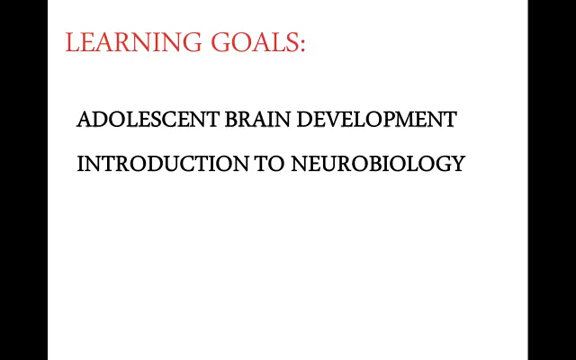 LEARNING GOALS:
ADOLESCENT BRAIN DEVELOPMENT
INTRODUCTION TO NEUROBIOLOGY